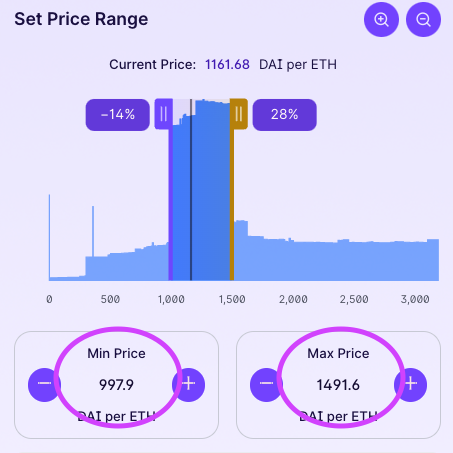 Set Price Range
Current Price: 1161.68 DAI per ETH
−14% 28%
0 500 1,000 1,500 2,000 2,500 3,000
Min Price
997.9
DAI per ETH
Max Price
1491.6
DAI per ETH